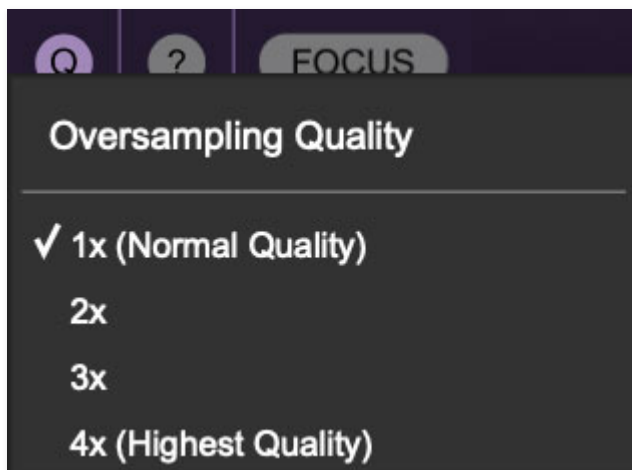 Q ? FOCUS
Oversampling Quality
✓ 1x (Normal Quality)
2x
3x
4x (Highest Quality)